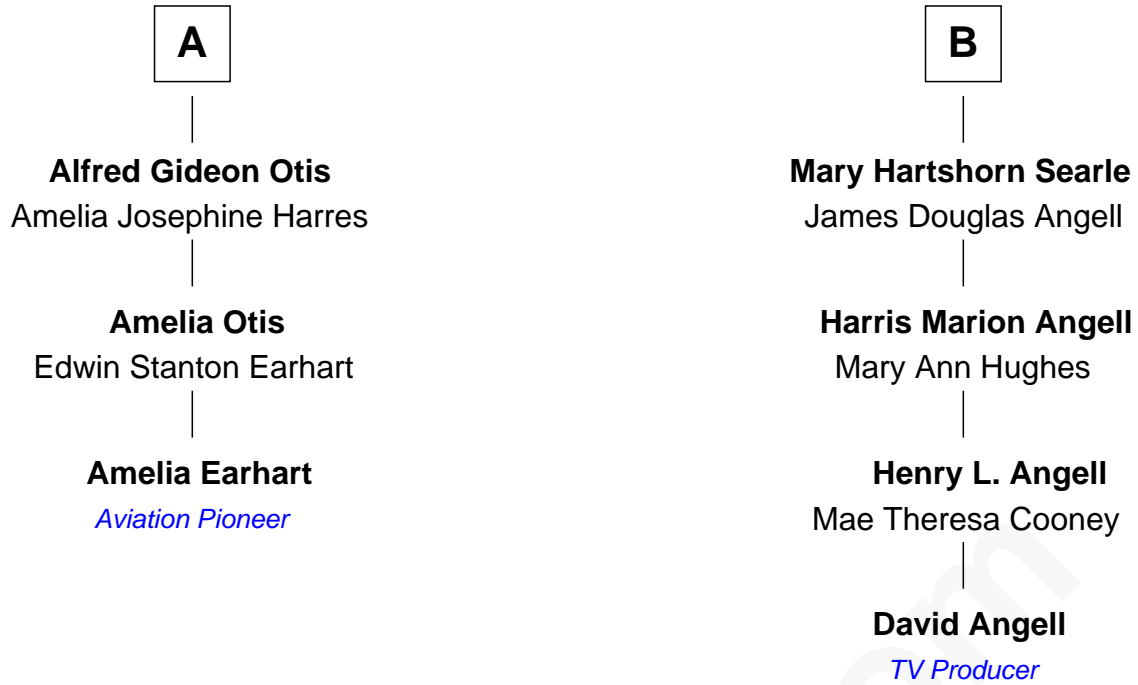 A
Alfred Gideon Otis
Amelia Josephine Harres
Amelia Otis
Edwin Stanton Earhart
Amelia Earhart
Aviation Pioneer
B
Mary Hartshorn Searle
James Douglas Angell
Harris Marion Angell
Mary Ann Hughes
Henry L. Angell
Mae Theresa Cooney
David Angell
TV Producer